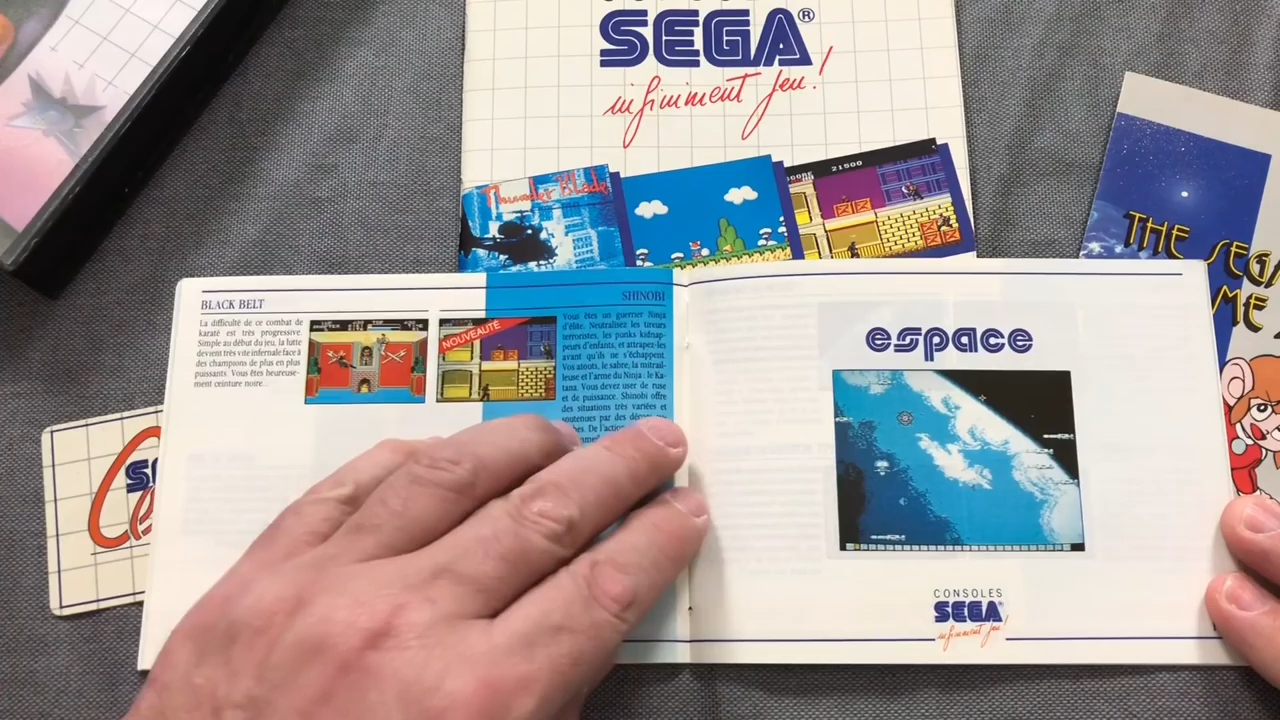 SEGA®
infiniment jeu!
Thunder Blade
SCORE
21500
THE SEGA
BLACK BELT
La difficulté de ce combat de
karaté est très progressive.
Simple au début du jeu, la lutte
devient très vite infernale face à
des champions de plus en plus
puissants. Vous êtes heureuse-
ment ceinture noire...
NOUVEAUTÉ
SHINOBI
Vous êtes un guerrier Ninja
d'élite. Neutralisez les tireurs
terroristes, les punks kidnap-
peurs d'enfants, et attrapez-les
avant qu'ils ne s'échappent.
Vos atouts, le sabre, la mitrail-
leuse et l'arme du Ninja: le Ka-
tana. Vous devez user de ruse
et de puissance. Shinobi offre
des situations très variées et
soutenues par des
De l'action
espace
CONSOLES
SEGA
infiniment jeu!